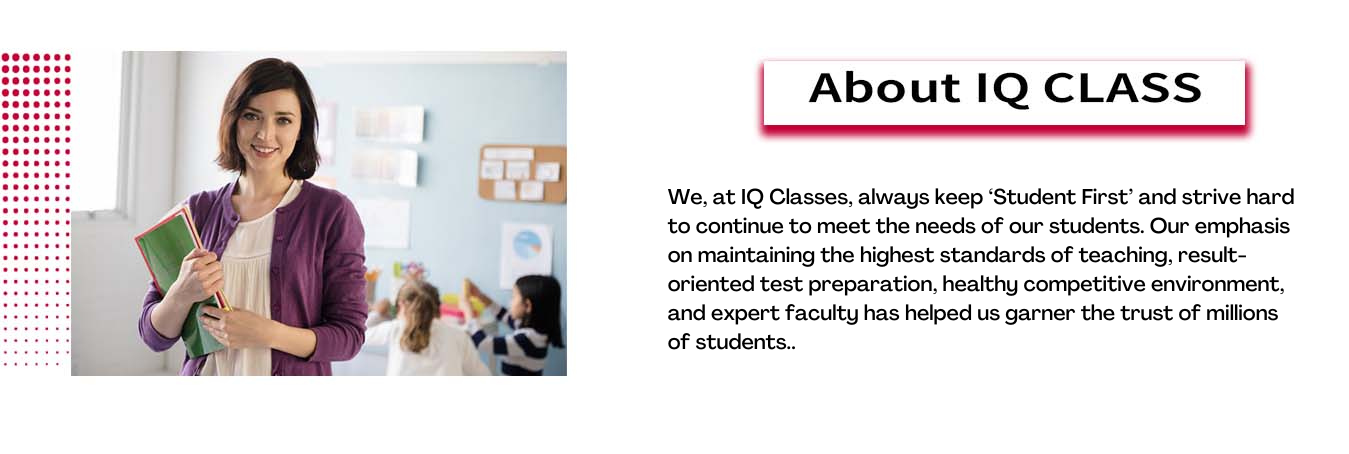 About IQ CLASS
We, at IQ Classes, always keep ‘Student First’ and strive hard
to continue to meet the needs of our students. Our emphasis
on maintaining the highest standards of teaching, result-
oriented test preparation, healthy competitive environment,
and expert faculty has helped us garner the trust of millions
of students..